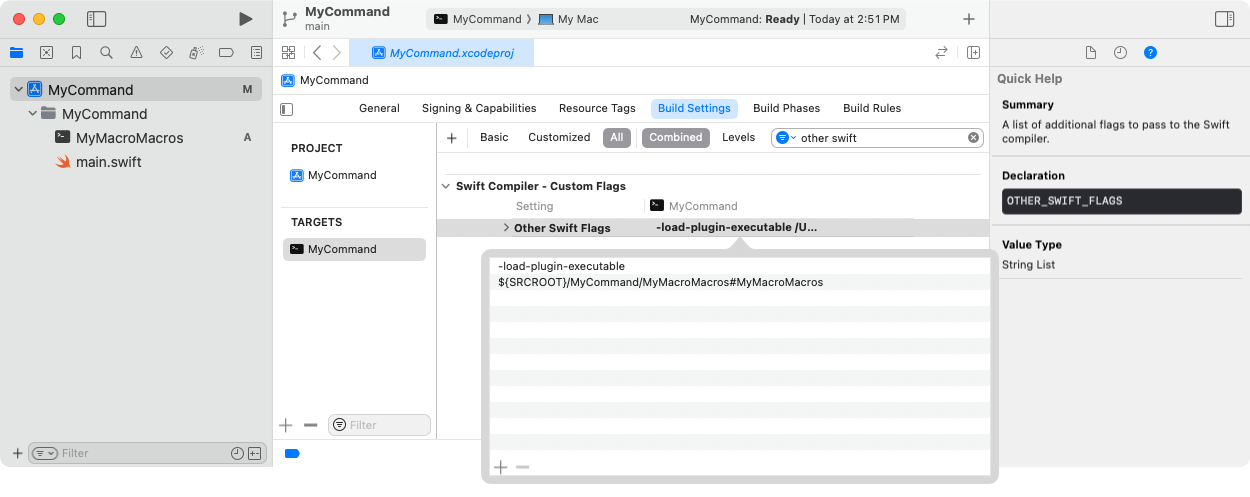 MyCommand
main
MyCommand
My Mac
MyCommand: Ready | Today at 2:51 PM
MyCommand.xcodeproj
MyCommand
M
MyCommand
MyMacroMacros
A
main.swift
Filter
MyCommand
General
Signing & Capabilities
Resource Tags
Build Settings
Build Phases
Build Rules
PROJECT
MyCommand
TARGETS
MyCommand
Filter
Basic
Customized
All
Combined
Levels
other swift
Swift Compiler - Custom Flags
Setting
MyCommand
Other Swift Flags
-load-plugin-executable /U...
-load-plugin-executable
${SRCROOT}/MyCommand/MyMacroMacros#MyMacroMacros
Quick Help
Summary
A list of additional flags to pass to the Swift
compiler.
Declaration
OTHER_SWIFT_FLAGS
Value Type
String List